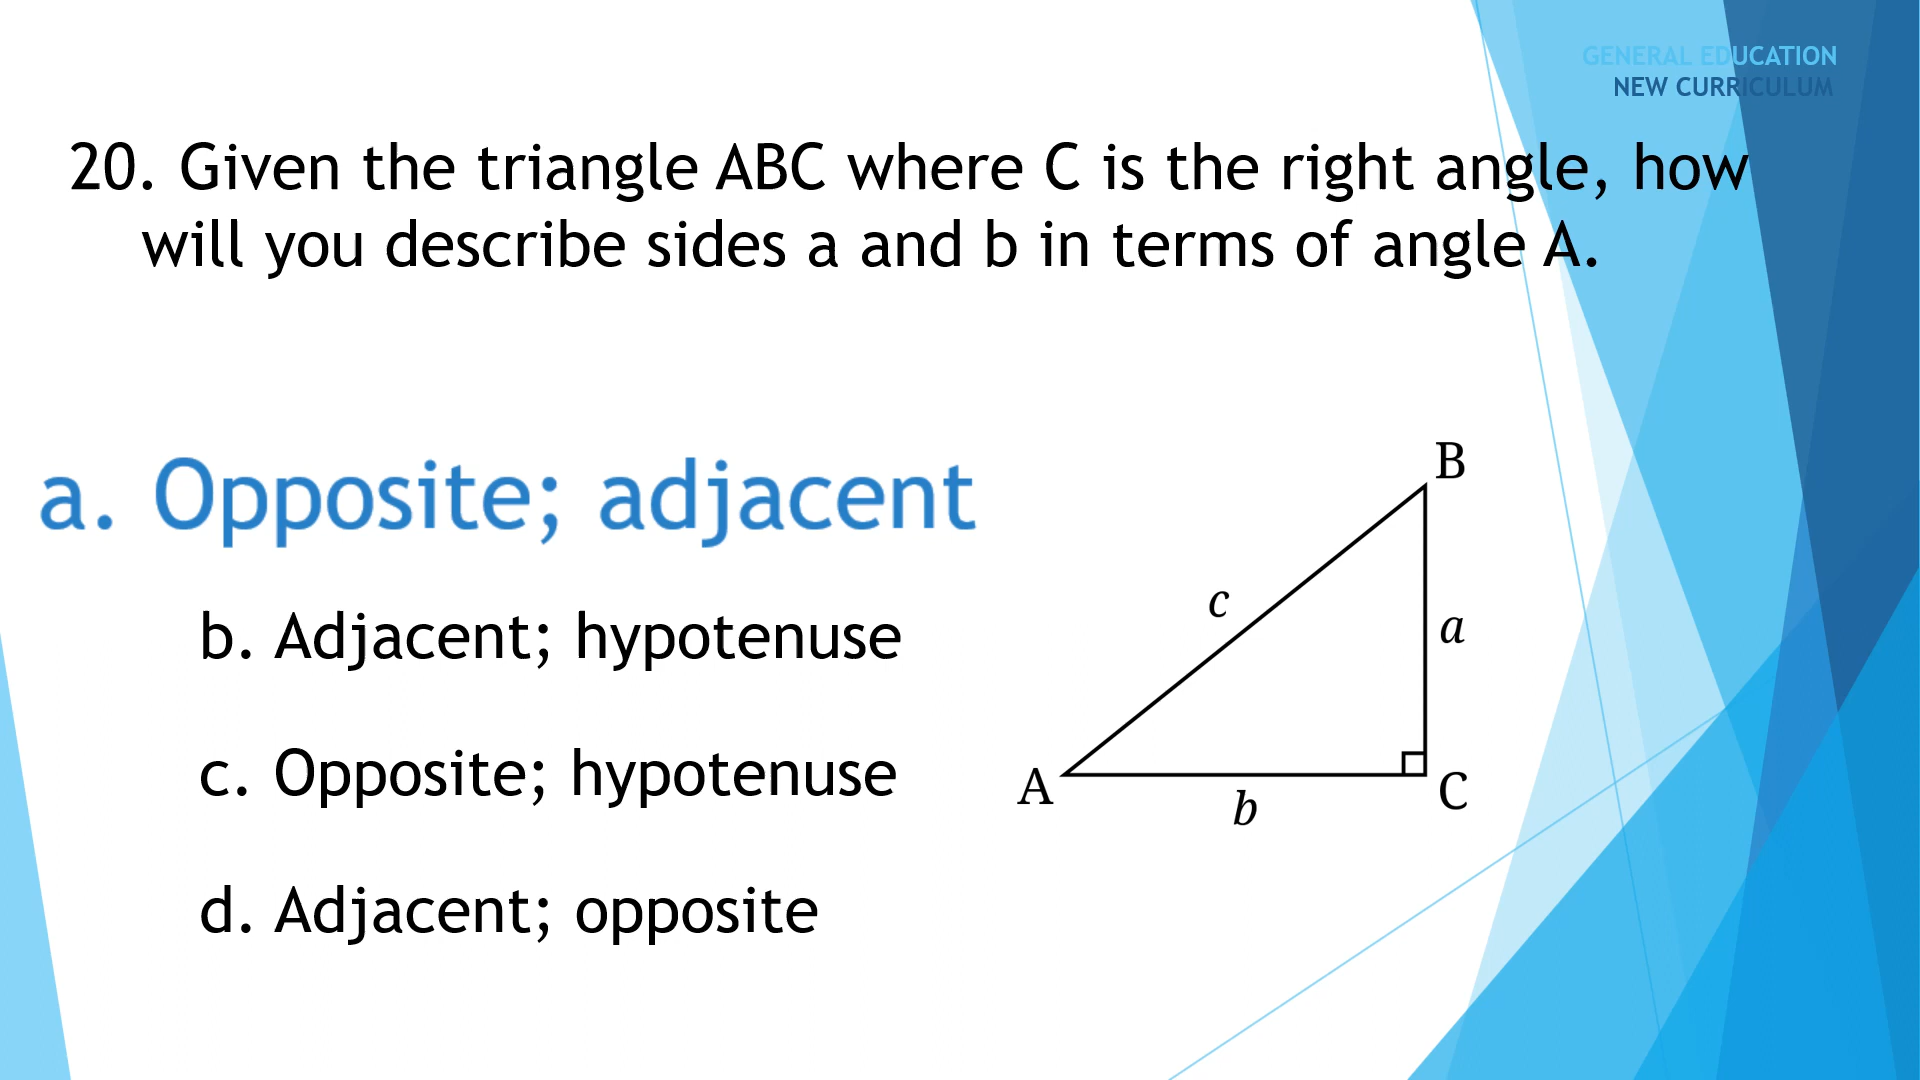 GENERAL EDUCATION
NEW CURRICULUM
20. Given the triangle ABC where C is the right angle, how
will you describe sides a and b in terms of angle A.
a. Opposite; adjacent
b. Adjacent; hypotenuse
c. Opposite; hypotenuse
d. Adjacent; opposite
B
c
a
A
b
C